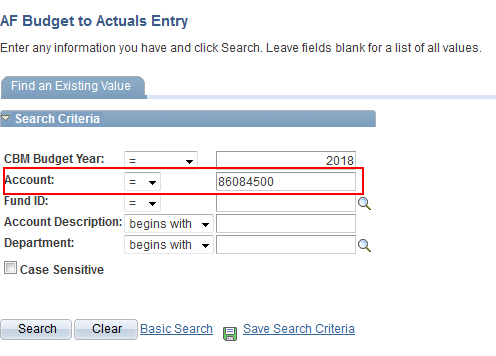 AF Budget to Actuals Entry
Enter any information you have and click Search. Leave fields blank for a list of all values.
Find an Existing Value
Search Criteria
CBM Budget Year: = 2018
Account: = 86084500
Fund ID: =
Account Description: begins with
Department: begins with
Case Sensitive
Search Clear Basic Search Save Search Criteria